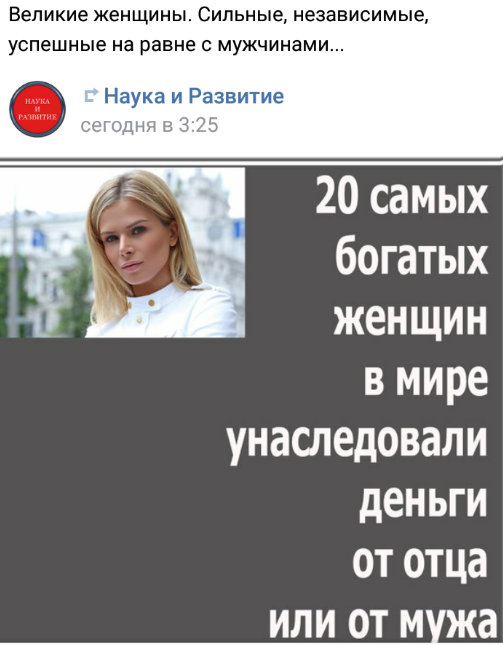 Великие женщины. Сильные, независимые,
успешные на равне с мужчинами...
НАУКА
И
РАЗВИТИЕ
Наука и Развитие
сегодня в 3:25
20 самых
богатых
женщин
в мире
унаследовали
деньги
от отца
или от мужа